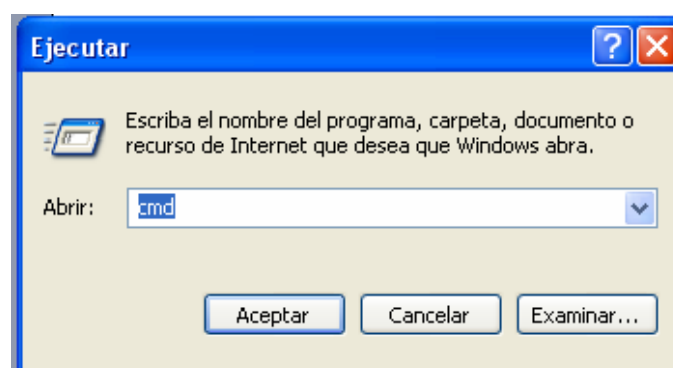 Ejecutar
Escriba el nombre del programa, carpeta, documento o
recurso de Internet que desea que Windows abra.
Abrir: cmd
Aceptar Cancelar Examinar...